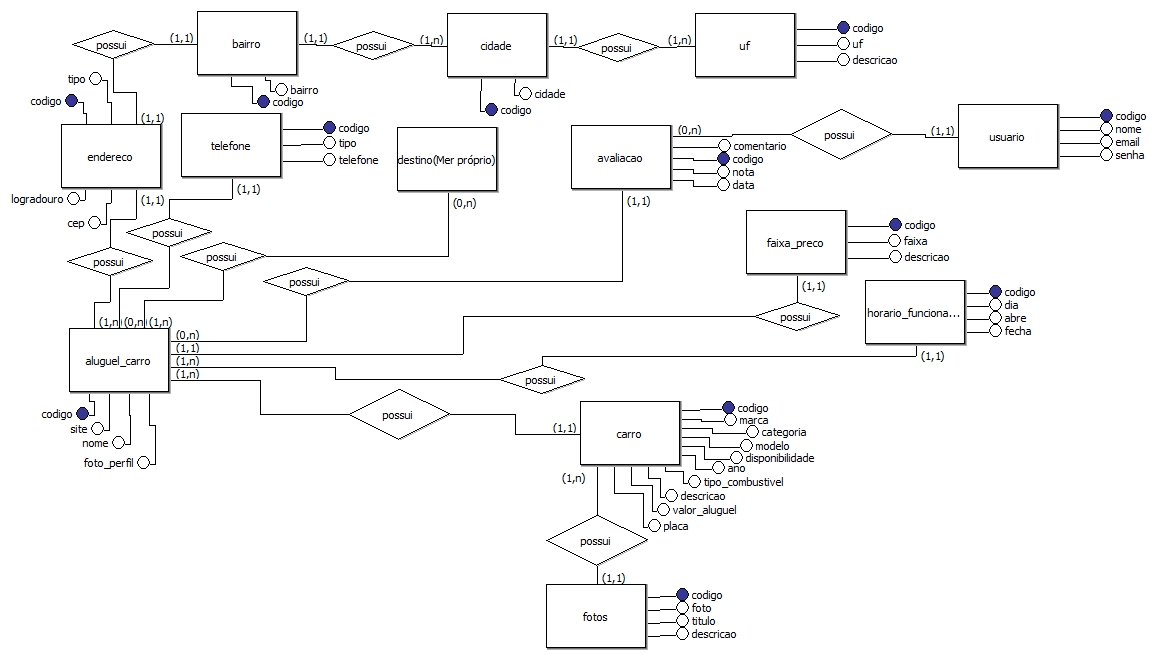 possui
(1,1)
bairro
(1,1)
possui
(1,n)
cidade
(1,1)
possui
(1,n)
uf
codigo
uf
descricao
tipo
bairro
codigo
cidade
codigo
codigo
(1,1)
endereco
telefone
codigo
tipo
telefone
destino(Mer próprio)
avaliacao
(0,n)
comentario
codigo
nota
data
possui
(1,1)
usuario
codigo
nome
email
senha
logradouro
cep
(1,1)
(1,1)
(0,n)
(1,1)
possui
possui
possui
possui
faixa_preco
codigo
faixa
descricao
(1,1)
possui
horario_funciona...
codigo
dia
abre
fecha
(1,1)
(1,n)
(0,n)
(1,n)
(0,n)
(1,1)
(1,n)
(1,n)
aluguel_carro
possui
possui
codigo
site
nome
foto_perfil
(1,1)
carro
codigo
marca
categoria
modelo
disponibilidade
ano
tipo_combustivel
descricao
valor_aluguel
placa
(1,n)
possui
(1,1)
fotos
codigo
foto
titulo
descricao